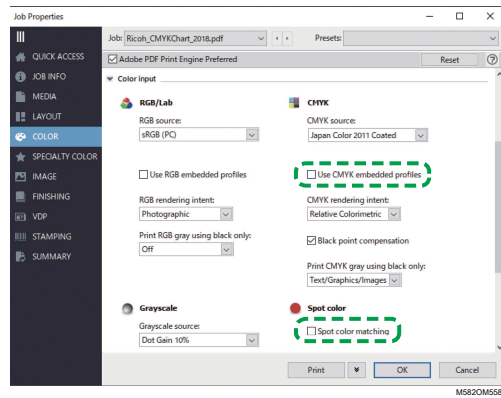 Job Properties
Job: Ricoh_CMYKChart_2018.pdf
Presets:
QUICK ACCESS
JOB INFO
MEDIA
LAYOUT
COLOR
SPECIALTY COLOR
IMAGE
FINISHING
VDP
STAMPING
SUMMARY
Adobe PDF Print Engine Preferred
Reset
Color input
RGB/Lab
RGB source:
sRGB (PC)
Use RGB embedded profiles
RGB rendering intent:
Photographic
Print RGB gray using black only:
Off
CMYK
CMYK source:
Japan Color 2011 Coated
Use CMYK embedded profiles
CMYK rendering intent:
Relative Colorimetric
Black point compensation
Print CMYK gray using black only:
Text/Graphics/Images
Grayscale
Grayscale source:
Dot Gain 10%
Spot color
Spot color matching
Print
OK
Cancel
M582OM558